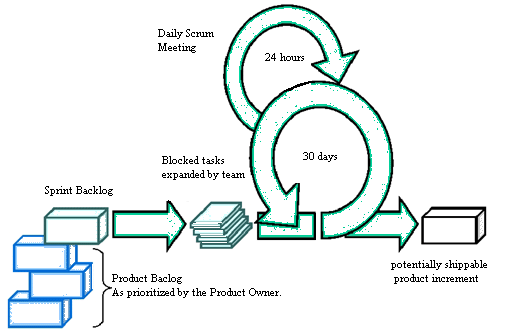 Daily Scrum
Meeting
24 hours
Blocked tasks
expanded by team
30 days
Sprint Backlog
potentially shippable
product increment
Product Baclog
As prioritized by the Product Owner.